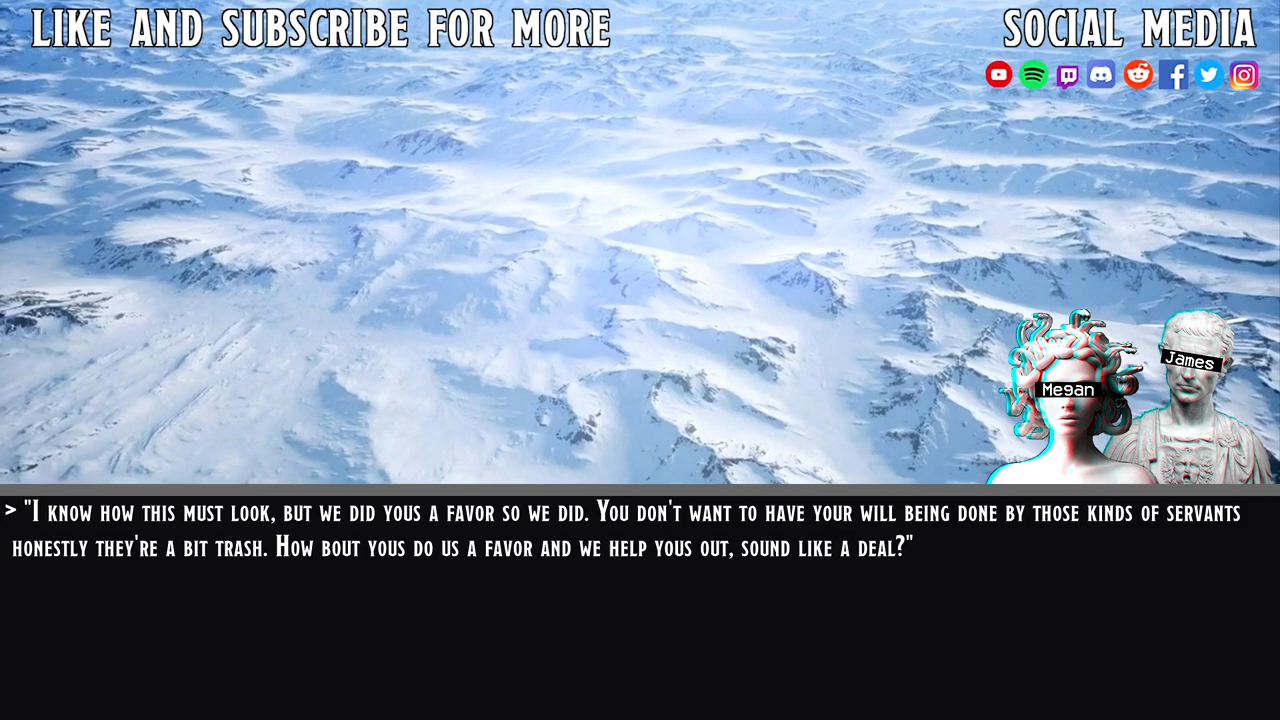 LIKE AND SUBSCRIBE FOR MORE
SOCIAL MEDIA
James
Megan
> "I KNOW HOW THIS MUST LOOK, BUT WE DID YOUS A FAVOR SO WE DID. YOU DON'T WANT TO HAVE YOUR WILL BEING DONE BY THOSE KINDS OF SERVANTS
HONESTLY THEY'RE A BIT TRASH. HOW BOUT YOUS DO US A FAVOR AND WE HELP YOUS OUT, SOUND LIKE A DEAL?"